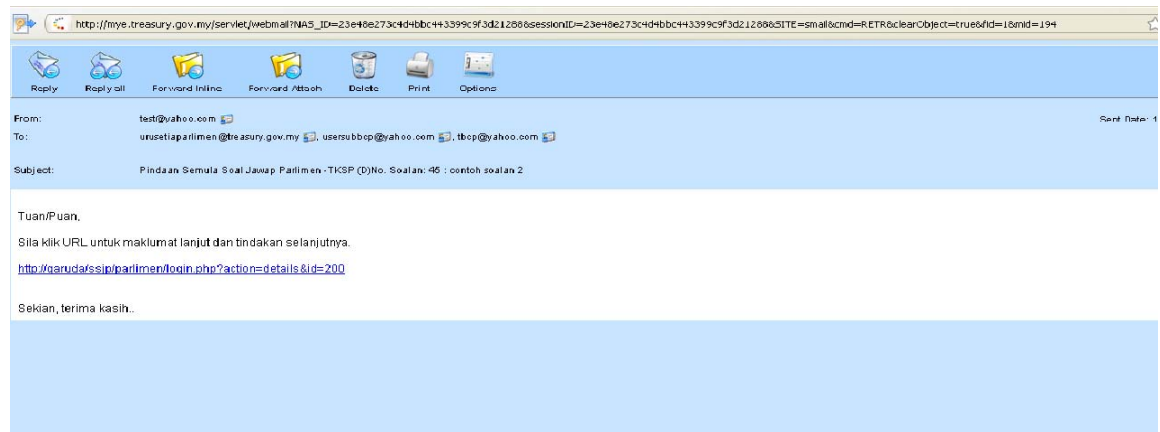 http://mye.treasury.gov.my/servlet/webmail?NAS_ID=23e48e273c4d4bbc443399c9f3d21288&sessionID=23e48e273c4d4bbc443399c9f3d21288&SITE=small&cmd=RETR&clearObject=true&fid=1&mid=194
Reply Reply all Forward Inline Forward Attach Delete Print Options
From: test@yahoo.com Sent Date: 1
To: urusetiaparlimen@treasury.gov.my, usersubbcp@yahoo.com, tbcp@yahoo.com
Subject: Pindaan Semula Soal Jawap Parlimen -TKSP (D)No. Soalan: 45 : contoh soalan 2
Tuan/Puan,
Sila klik URL untuk maklumat lanjut dan tindakan selanjutnya.
http://garuda/ssjp/parlimen/login.php?action=details&id=200
Sekian, terima kasih..